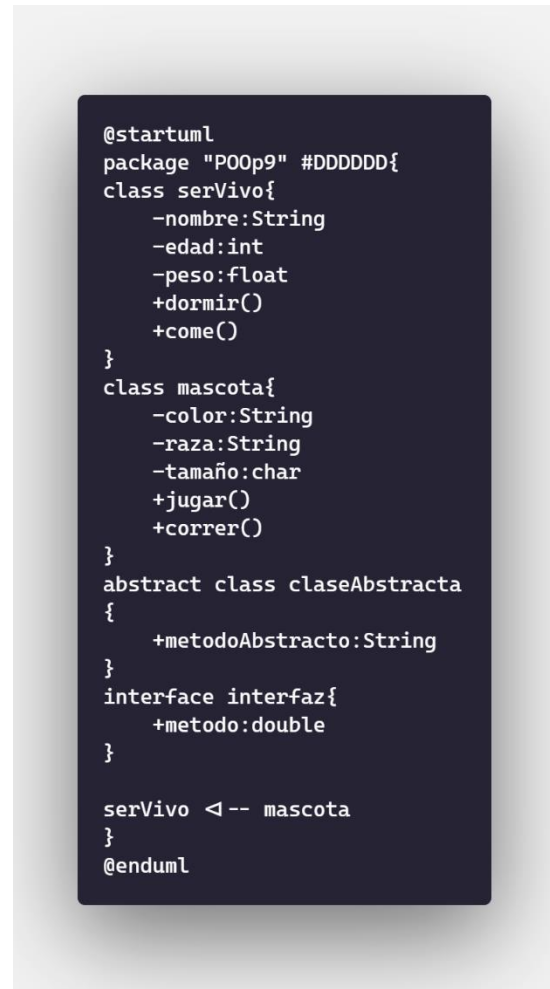 @startuml
package "POOp9" #DDDDDD{
class serVivo{
    -nombre:String
    -edad:int
    -peso:float
    +dormir()
    +come()
}
class mascota{
    -color:String
    -raza:String
    -tamaño:char
    +jugar()
    +correr()
}
abstract class claseAbstracta
{
    +metodoAbstracto:String
}
interface interfaz{
    +metodo:double
}

serVivo <|-- mascota
}
@enduml